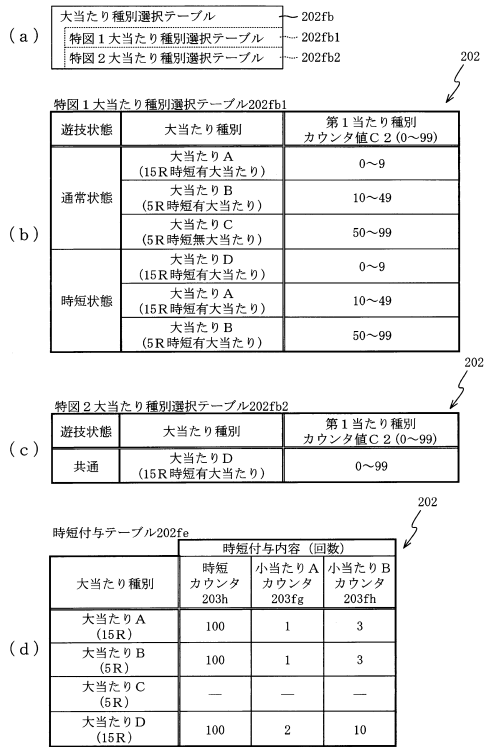 (a)
大当たり種別選択テーブル 202fb
特図1大当たり種別選択テーブル 202fb1
特図2大当たり種別選択テーブル 202fb2
202
(b)
特図1大当たり種別選択テーブル202fb1
遊技状態 大当たり種別 第1当たり種別
カウンタ値C2(0〜99)
通常状態
大当たりA
(15R時短有大当たり) 0〜9
大当たりB
(5R時短有大当たり) 10〜49
大当たりC
(5R時短無大当たり) 50〜99
時短状態
大当たりD
(15R時短有大当たり) 0〜9
大当たりA
(15R時短有大当たり) 10〜49
大当たりB
(5R時短有大当たり) 50〜99
202
(c)
特図2大当たり種別選択テーブル202fb2
遊技状態 大当たり種別 第1当たり種別
カウンタ値C2(0〜99)
共通
大当たりD
(15R時短有大当たり) 0〜99
202
(d)
時短付与テーブル202fe
時短付与内容(回数)
大当たり種別
時短 小当たりA 小当たりB
カウンタ カウンタ カウンタ
203h 203fg 203fh
大当たりA
(15R) 100 1 3
大当たりB
(5R) 100 1 3
大当たりC
(5R) — — —
大当たりD
(15R) 100 2 10